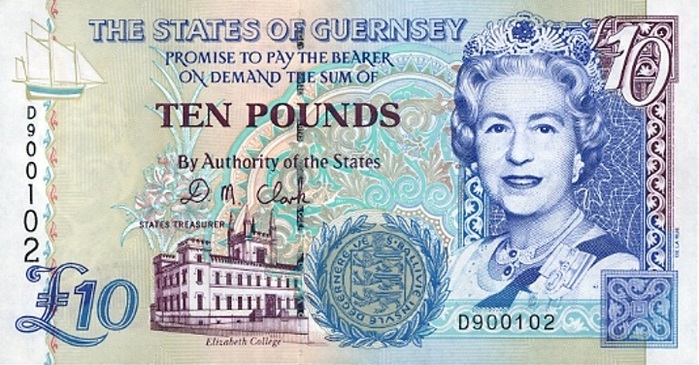 THE STATES OF GUERNSEY
PROMISE TO PAY THE BEARER
ON DEMAND THE SUM OF
TEN POUNDS
By Authority of the States
D. M. Clark
STATES TREASURER
Elizabeth College
£10
£10
D900102
D900102
DE LA RUE